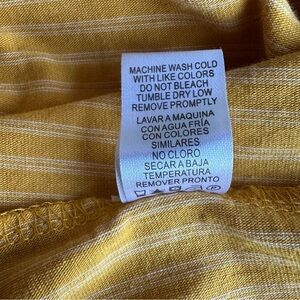 MACHINE WASH COLD
WITH LIKE COLORS
DO NOT BLEACH
TUMBLE DRY LOW
REMOVE PROMPTLY
LAVAR A MAQUINA
CON AGUA FRÍA
CON COLORES
SIMILARES
NO CLORO
SECAR A BAJA
TEMPERATURA
REMOVER PRONTO